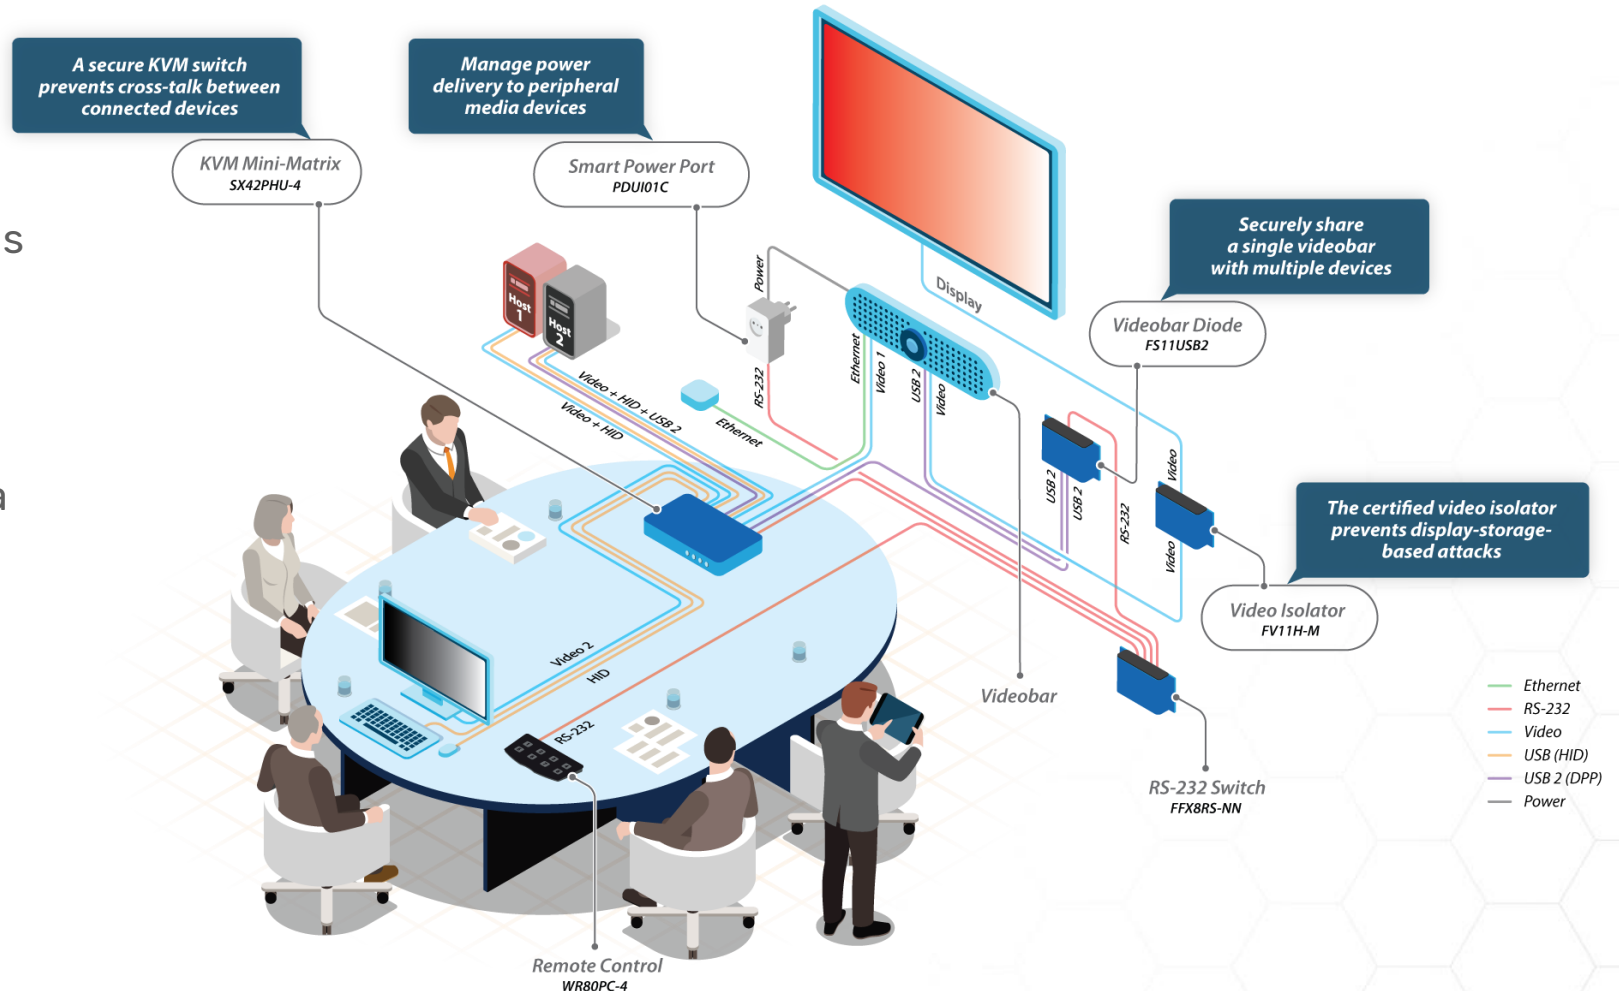 A secure KVM switch
prevents cross-talk between
connected devices
KVM Mini-Matrix
SX42PHU-4
Manage power
delivery to peripheral
media devices
Smart Power Port
PDUI01C
Securely share
a single videobar
with multiple devices
Videobar Diode
FS11USB2
The certified video isolator
prevents display-storage-
based attacks
Video Isolator
FV11H-M
s
a
Host
1
Host
2
Video + HID + USB 2
Video + HID
Power
RS-232
Ethernet
Ethernet
Video 1
USB 2
Video
Display
USB 2
USB 2
RS-232
Video
Video
Video 2
HID
RS-232
Videobar
RS-232 Switch
FFX8RS-NN
Remote Control
WR80PC-4
Ethernet
RS-232
Video
USB (HID)
USB 2 (DPP)
Power